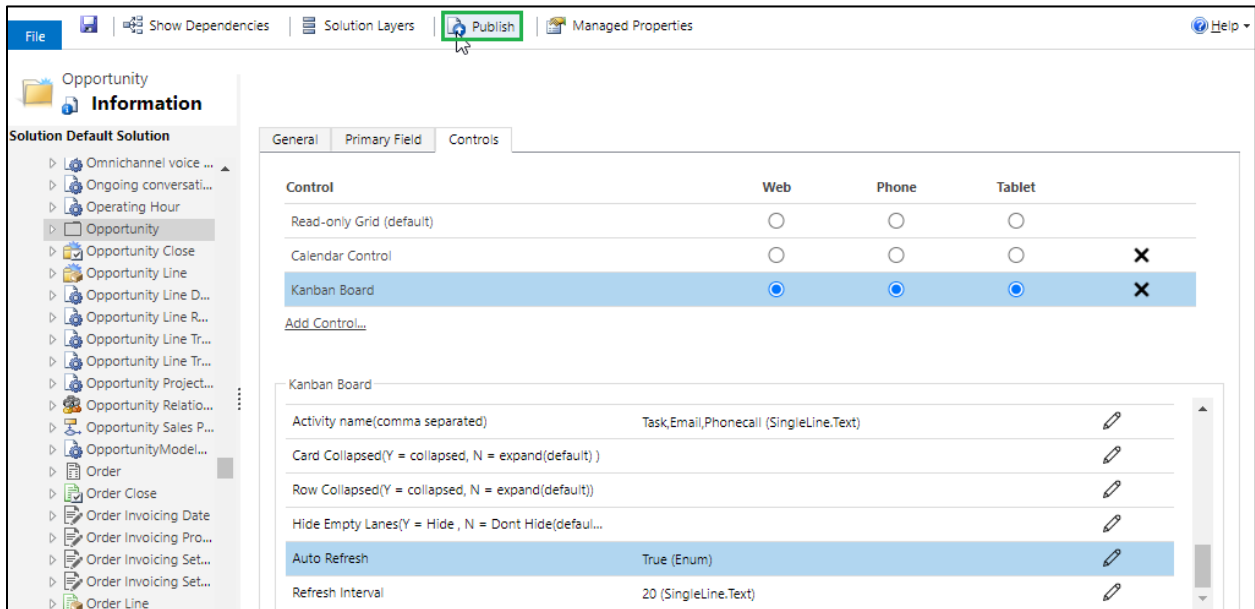 File
Show Dependencies
Solution Layers
Publish
Managed Properties
Help
Opportunity
Information
Solution Default Solution
Omnichannel voice ...
Ongoing conversati...
Operating Hour
Opportunity
Opportunity Close
Opportunity Line
Opportunity Line D...
Opportunity Line R...
Opportunity Line Tr...
Opportunity Line Tr...
Opportunity Project...
Opportunity Relatio...
Opportunity Sales P...
OpportunityModel...
Order
Order Close
Order Invoicing Date
Order Invoicing Pro...
Order Invoicing Set...
Order Invoicing Set...
Order Invoicing Set...
Order Line
General Primary Field Controls
Control Web Phone Tablet
Read-only Grid (default)
Calendar Control
Kanban Board
Add Control...
Kanban Board
Activity name(comma separated) Task,Email,Phonecall (SingleLine.Text)
Card Collapsed(Y = collapsed, N = expand(default) )
Row Collapsed(Y = collapsed, N = expand(default))
Hide Empty Lanes(Y = Hide , N = Dont Hide(defaul...
Auto Refresh True (Enum)
Refresh Interval 20 (SingleLine.Text)